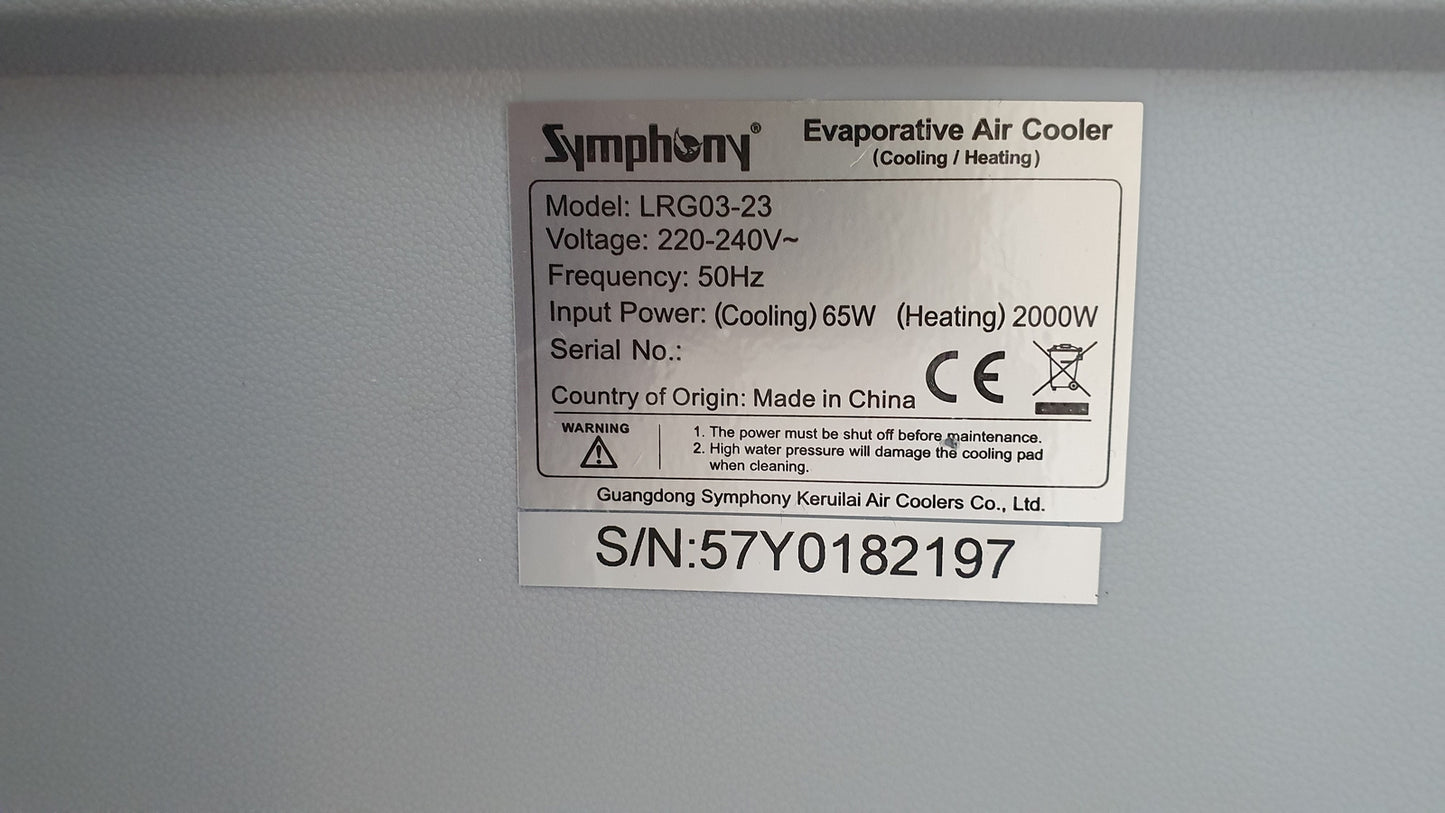 Symphony® Evaporative Air Cooler
(Cooling / Heating)
Model: LRG03-23
Voltage: 220-240V~
Frequency: 50Hz
Input Power: (Cooling) 65W (Heating) 2000W
Serial No.:
CE
Country of Origin: Made in China
WARNING
1. The power must be shut off before maintenance.
2. High water pressure will damage the cooling pad
when cleaning.
Guangdong Symphony Keruilai Air Coolers Co., Ltd.
S/N:57Y0182197